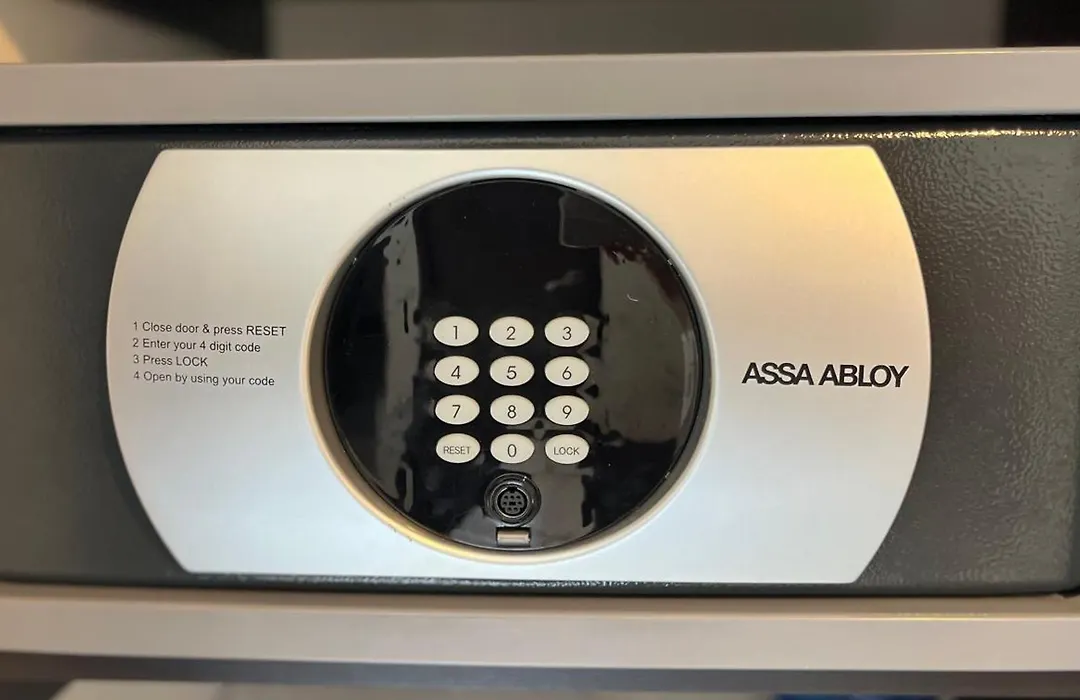 1 Close door & press RESET
2 Enter your 4 digit code
3 Press LOCK
4 Open by using your code
1 2 3
4 5 6
7 8 9
RESET 0 LOCK
ASSA ABLOY